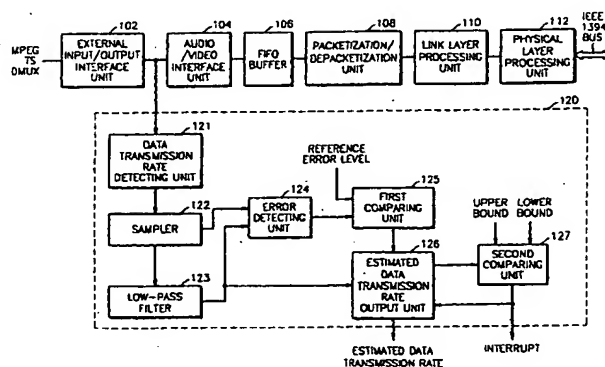 102
104
106
108
110
112
IEEE
1394
BUS
MPEG
TS
DMUX
EXTERNAL
INPUT/OUTPUT
INTERFACE
UNIT
AUDIO/
VIDEO
INTERFACE
UNIT
FIFO
BUFFER
PACKETIZATION/
DEPACKETIZATION
UNIT
LINK LAYER
PROCESSING
UNIT
PHYSICAL
LAYER
PROCESSING
UNIT
120
121
DATA
TRANSMISSION
RATE
DETECTING UNIT
122
SAMPLER
123
LOW-PASS
FILTER
124
ERROR
DETECTING
UNIT
REFERENCE
ERROR LEVEL
125
FIRST
COMPARING
UNIT
126
ESTIMATED
DATA
TRANSMISSION
RATE
OUTPUT UNIT
UPPER
BOUND
LOWER
BOUND
127
SECOND
COMPARING
UNIT
ESTIMATED DATA
TRANSMISSION RATE
INTERRUPT